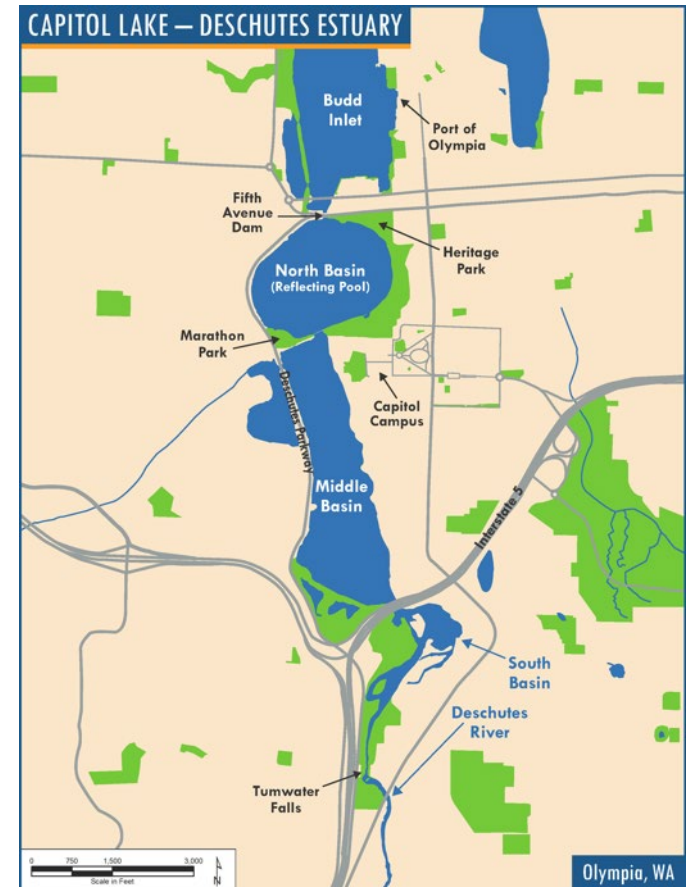 CAPITOL LAKE — DESCHUTES ESTUARY
Budd
Inlet
Port of
Olympia
Fifth
Avenue
Dam
Heritage
Park
North Basin
(Reflecting Pool)
Marathon
Park
Deschutes Parkway
Capitol
Campus
Middle
Basin
Interstate 5
South
Basin
Deschutes
River
Tumwater
Falls
0 750 1,500 3,000
Scale in Feet
N
Olympia, WA